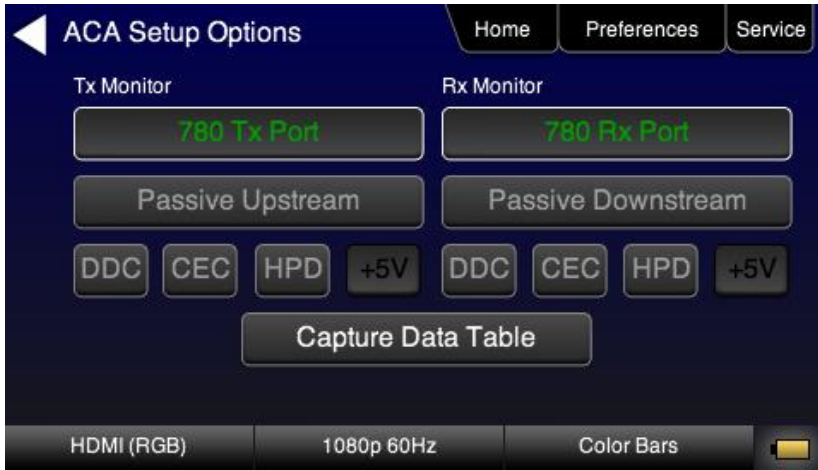 ACA Setup Options
Home Preferences Service
Tx Monitor Rx Monitor
780 Tx Port 780 Rx Port
Passive Upstream Passive Downstream
DDC CEC HPD +5V DDC CEC HPD +5V
Capture Data Table
HDMI (RGB) 1080p 60Hz Color Bars